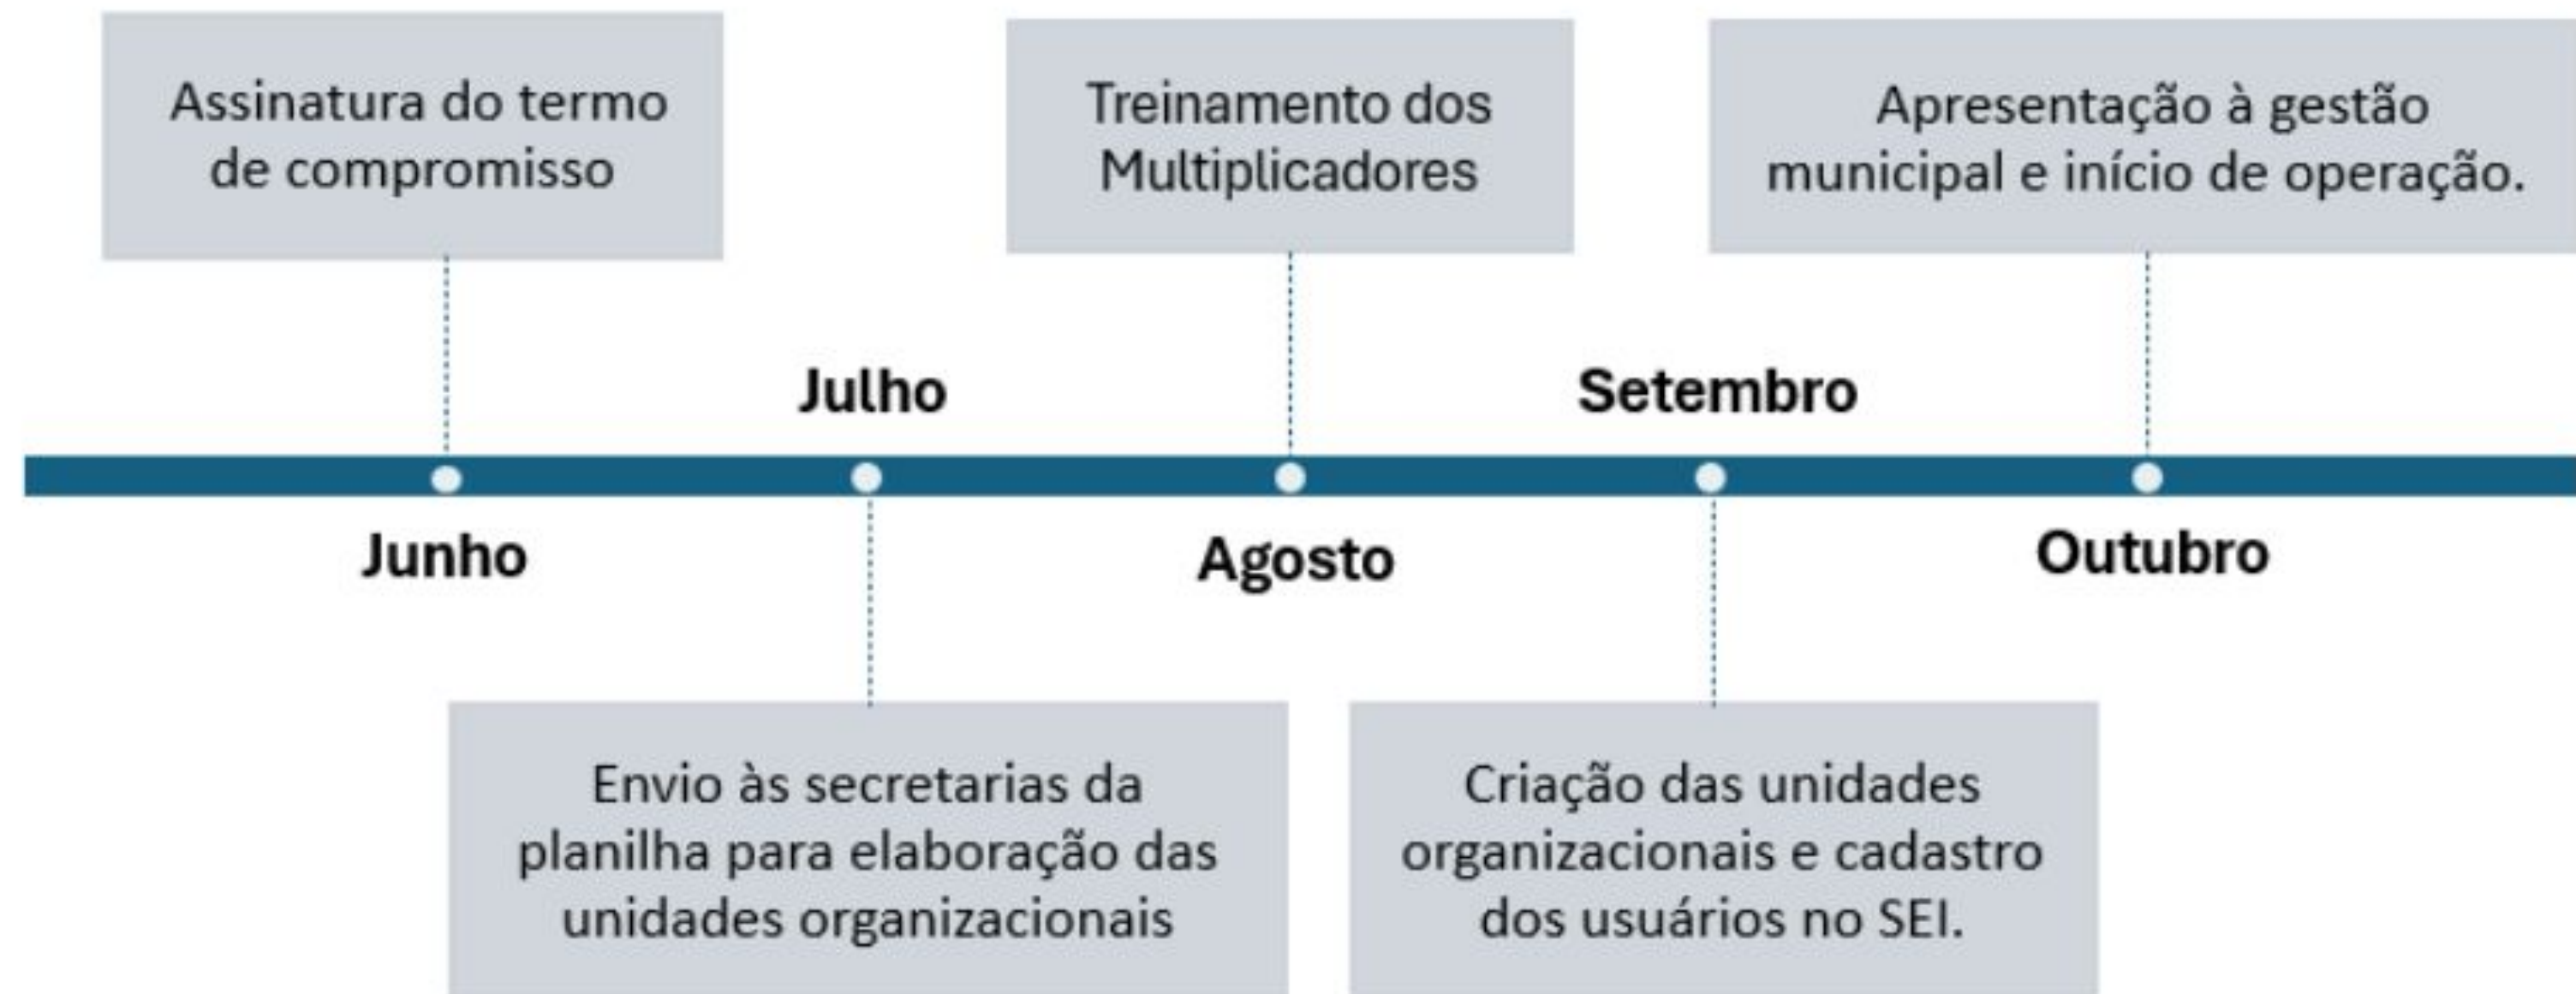 Assinatura do termo
de compromisso
Treinamento dos
Multiplicadores
Apresentação à gestão
municipal e início de operação.
Julho
Setembro
Junho
Agosto
Outubro
Envio às secretarias da
planilha para elaboração das
unidades organizacionais
Criação das unidades
organizacionais e cadastro
dos usuários no SEI.